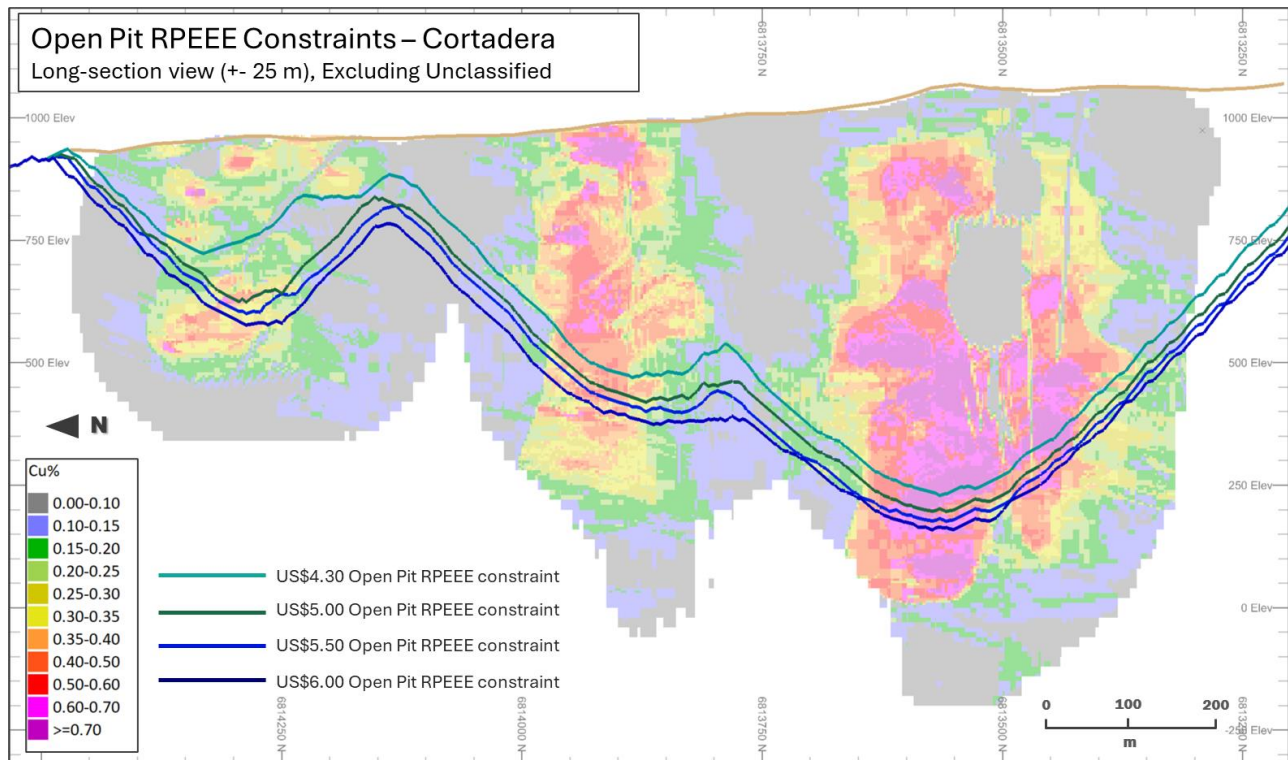 Open Pit RPEEE Constraints – Cortadera
Long-section view (+- 25 m), Excluding Unclassified
6813750 N
6813500 N
6813250 N
1000 Elev
1000 Elev
750 Elev
750 Elev
500 Elev
500 Elev
N
250 Elev
0 Elev
-250 Elev
Cu%
0.00-0.10
0.10-0.15
0.15-0.20
0.20-0.25
0.25-0.30
0.30-0.35
0.35-0.40
0.40-0.50
0.50-0.60
0.60-0.70
>=0.70
US$4.30 Open Pit RPEEE constraint
US$5.00 Open Pit RPEEE constraint
US$5.50 Open Pit RPEEE constraint
US$6.00 Open Pit RPEEE constraint
6814250 N
6814000 N
6813750 N
6813500 N
6813250 N
0 100 200
m